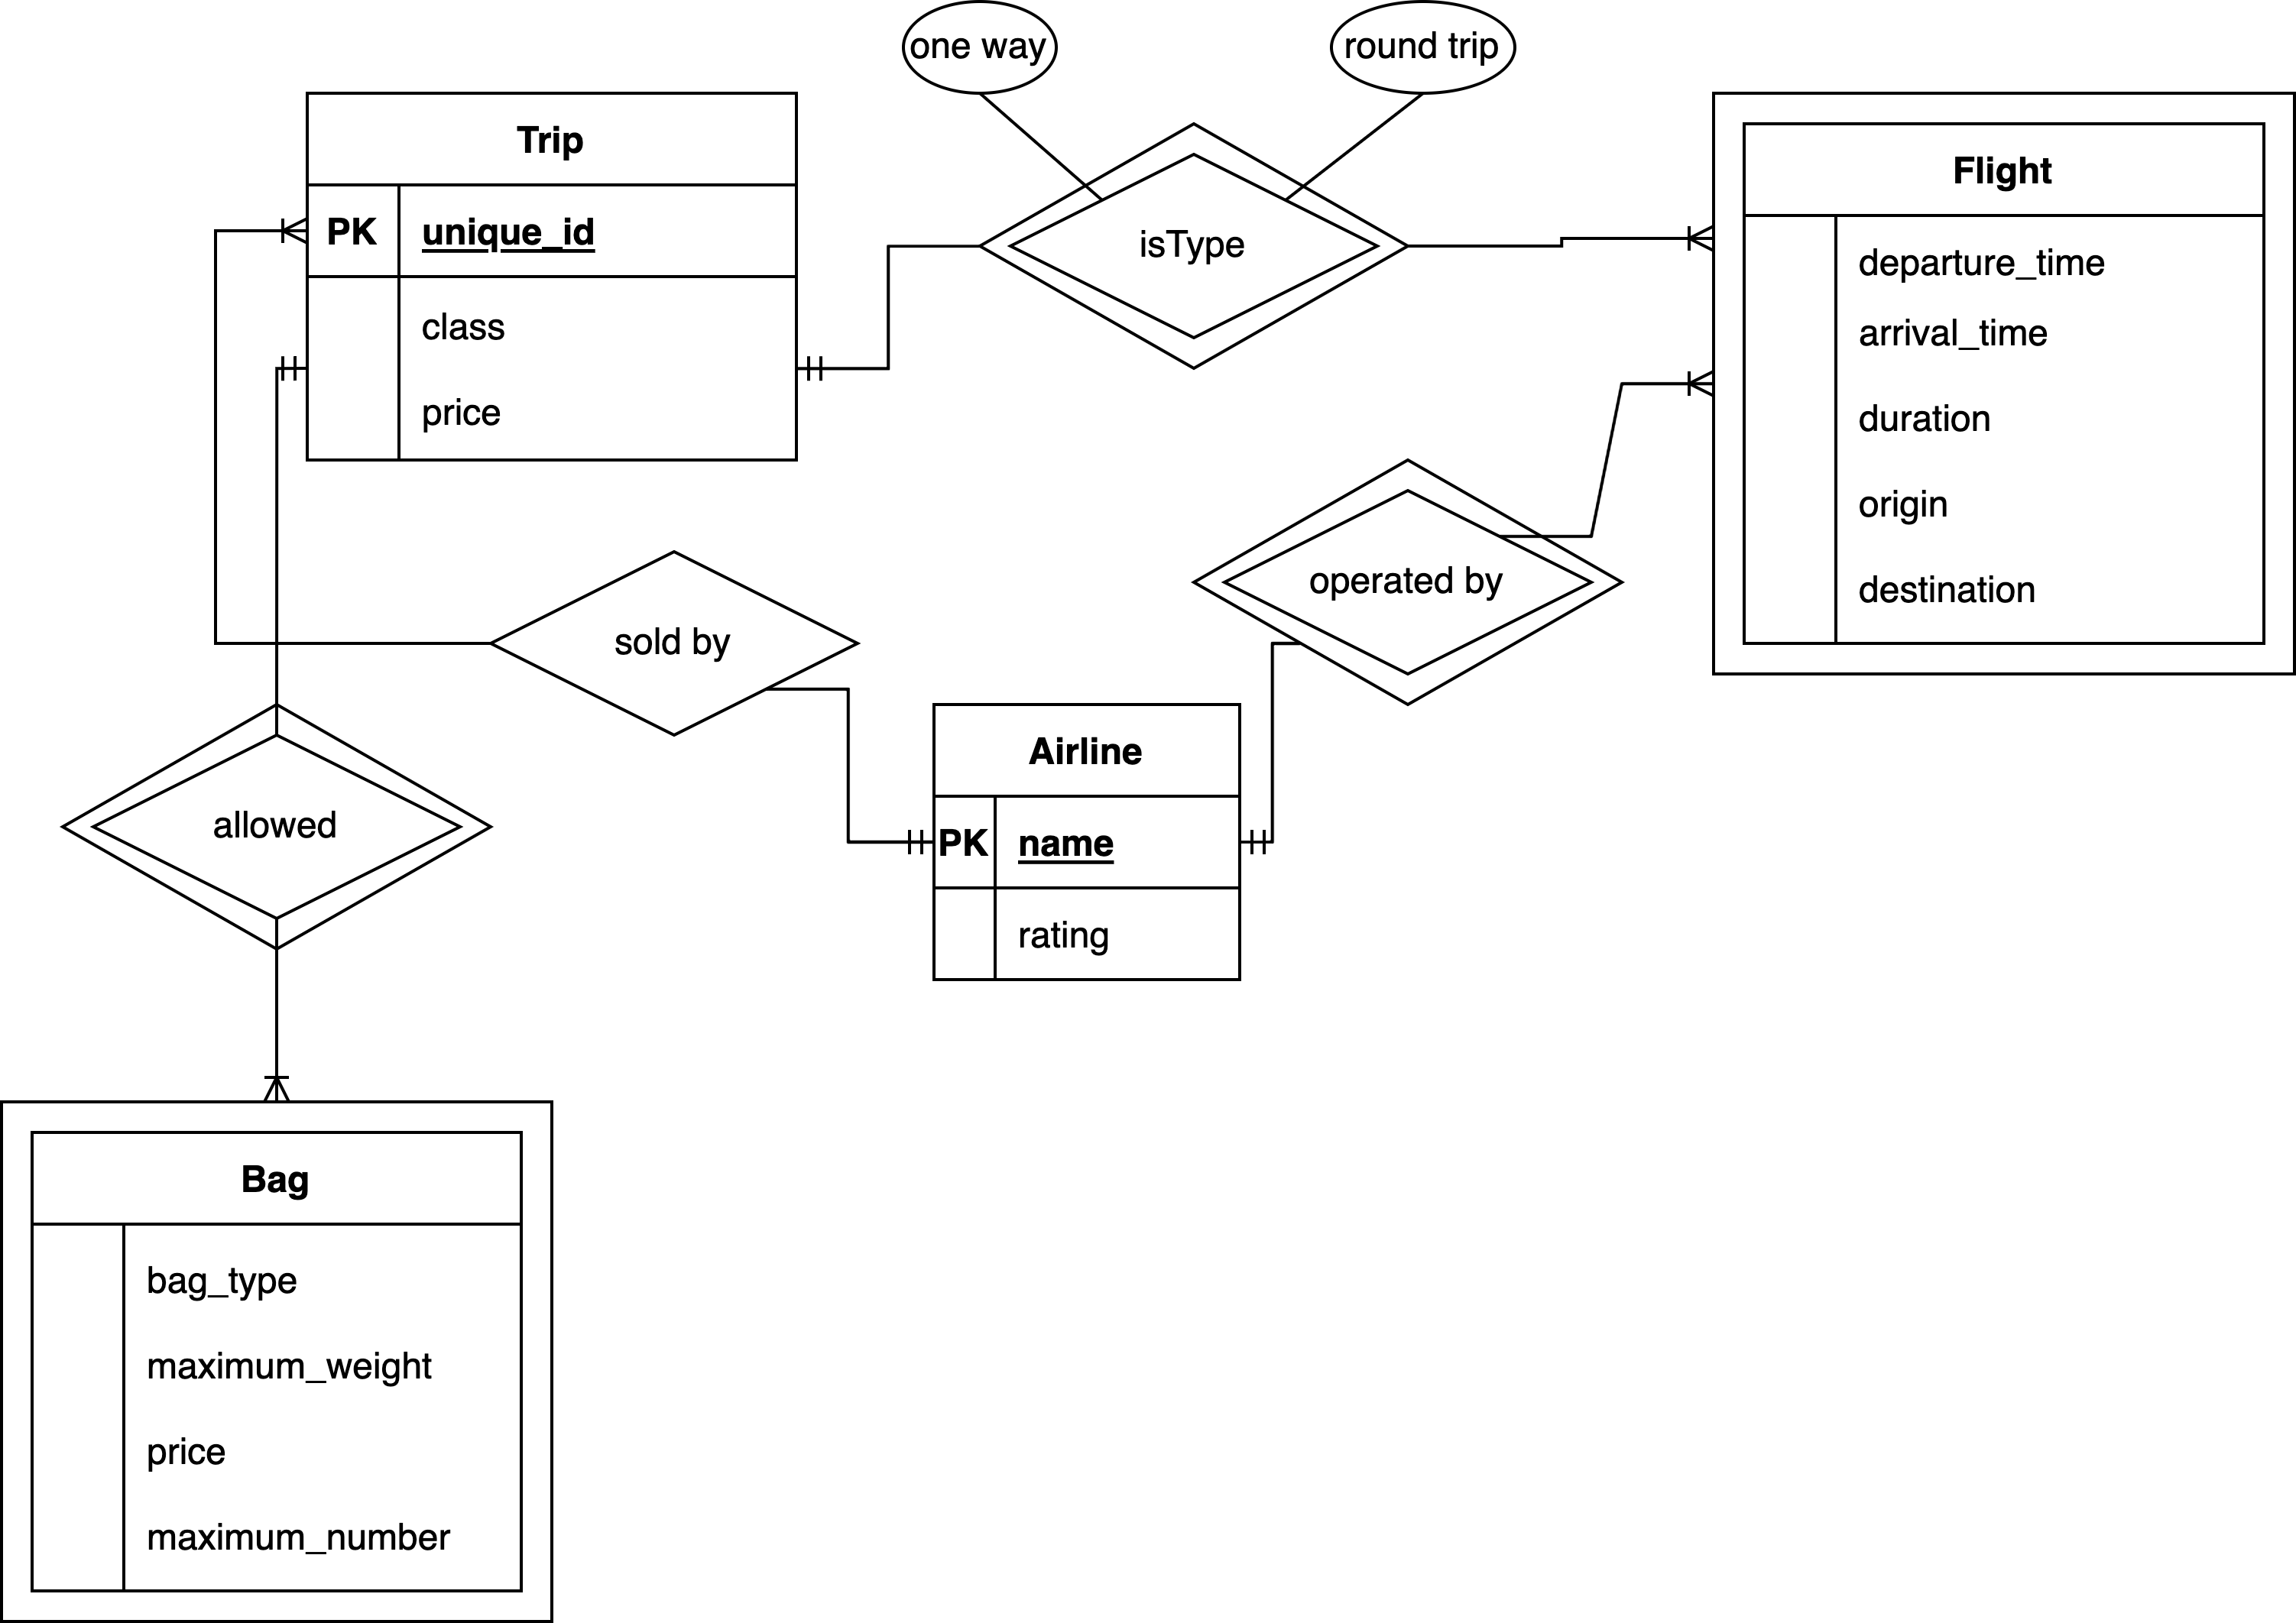 one way
round trip
Trip
PK
unique_id
class
price
isType
Flight
departure_time
arrival_time
duration
origin
destination
sold by
operated by
allowed
Airline
PK
name
rating
Bag
bag_type
maximum_weight
price
maximum_number